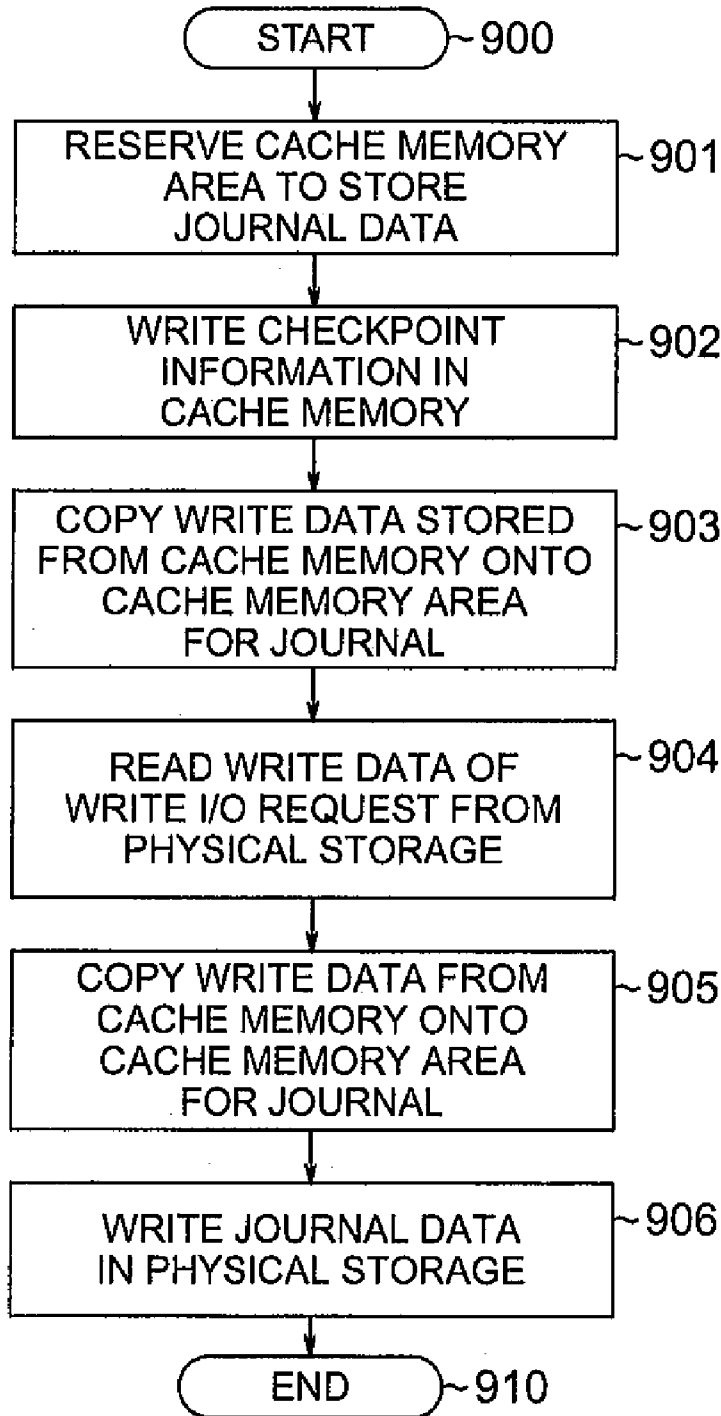 START ~900
RESERVE CACHE MEMORY ~901
AREA TO STORE
JOURNAL DATA
WRITE CHECKPOINT ~902
INFORMATION IN
CACHE MEMORY
COPY WRITE DATA STORED ~903
FROM CACHE MEMORY ONTO
CACHE MEMORY AREA
FOR JOURNAL
READ WRITE DATA OF ~904
WRITE I/O REQUEST FROM
PHYSICAL STORAGE
COPY WRITE DATA FROM ~905
CACHE MEMORY ONTO
CACHE MEMORY AREA
FOR JOURNAL
WRITE JOURNAL DATA ~906
IN PHYSICAL STORAGE
END ~910